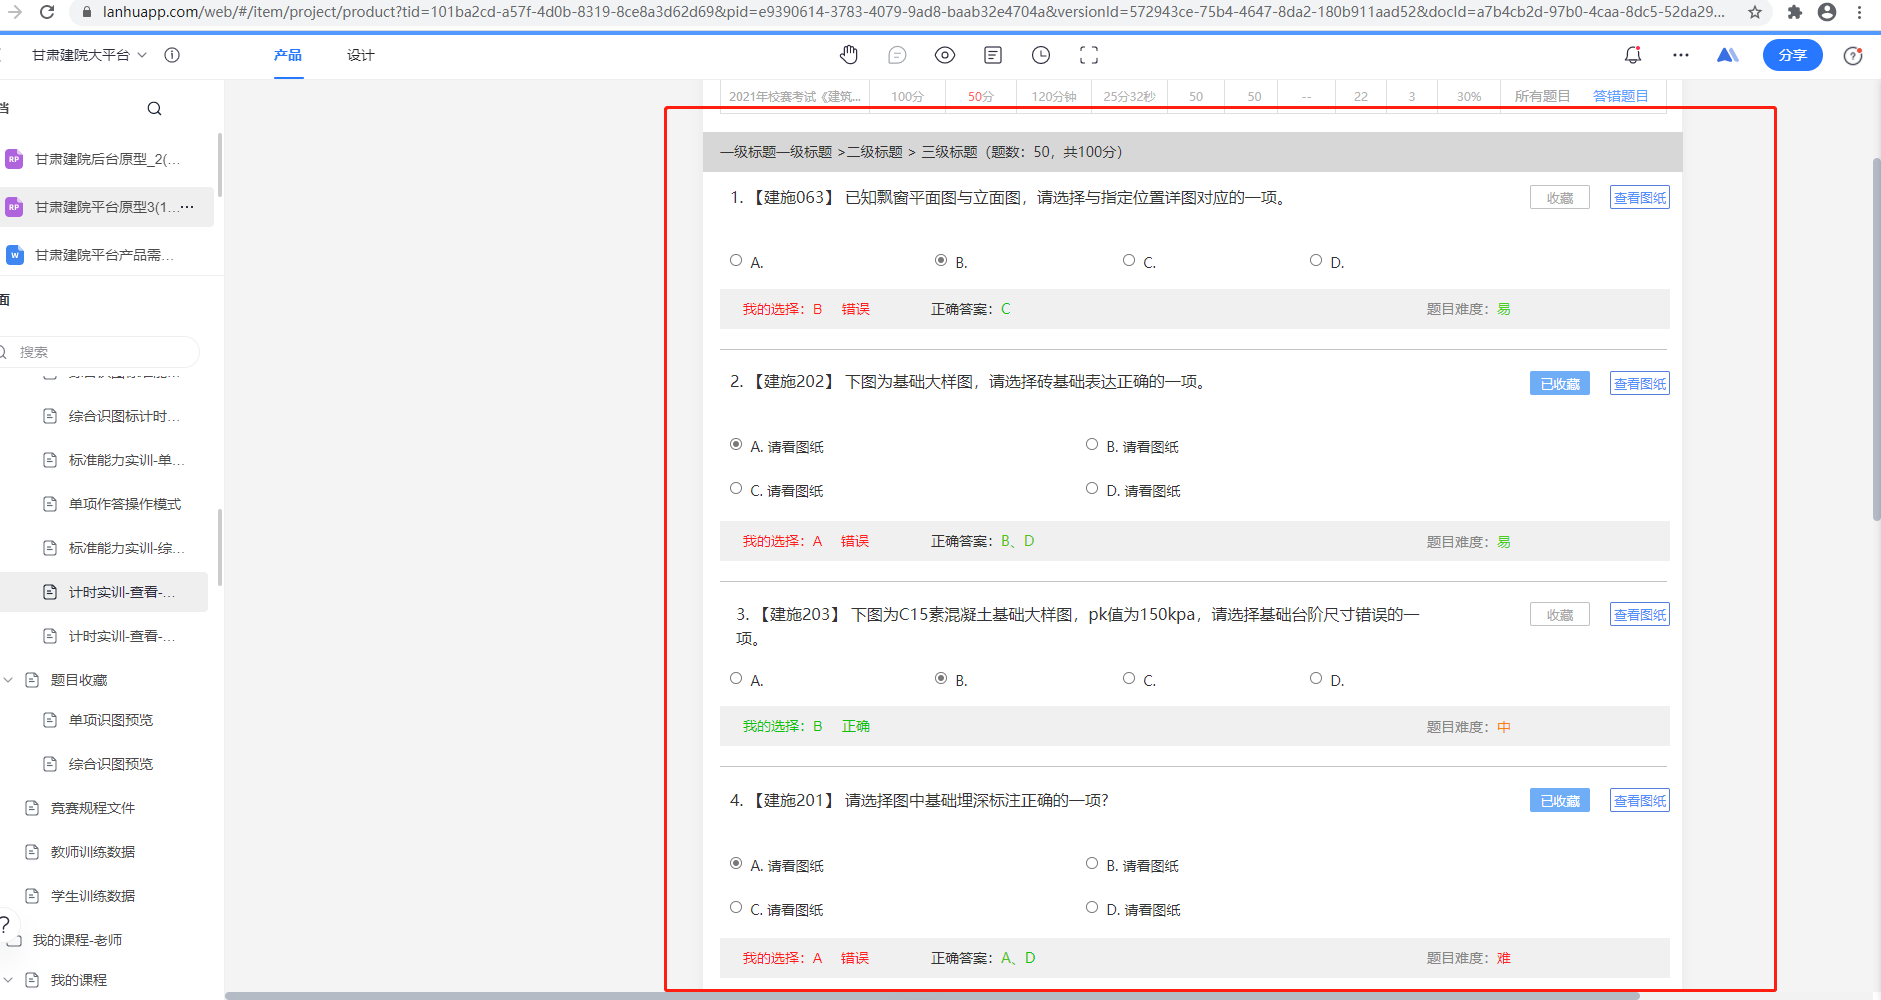 lanhuapp.com/web/#/item/project/product?tid=101ba2cd-a57f-4d0b-8319-8ce8a3d62d69&pid=e9390614-3783-4079-9ad8-baab32e4704a&versionId=572943ce-75b4-4647-8da2-180b911aad52&docId=a7b4cb2d-97b0-4caa-8dc5-52da29...
甘肃建院大平台
产品
设计
分享
档
RP 甘肃建院后台原型_2(...
RP 甘肃建院平台原型3(1...
W 甘肃建院平台产品需...
面
搜索
综合识图标计时...
标准能力实训-单...
单项作答操作模式
标准能力实训-综...
计时实训-查看-...
计时实训-查看-...
题目收藏
单项识图预览
综合识图预览
竞赛规程文件
教师训练数据
学生训练数据
我的课程-老师
我的课程
2021年校赛考试《建筑... 100分 50分 120分钟 25分32秒 50 50 -- 22 3 30% 所有题目 答错题目
一级标题一级标题 >二级标题 > 三级标题（题数：50，共100分）
1. 【建施063】 已知飘窗平面图与立面图，请选择与指定位置详图对应的一项。 收藏 查看图纸
A. B. C. D.
我的选择：B 错误 正确答案：C 题目难度：易
2. 【建施202】 下图为基础大样图，请选择砖基础表达正确的一项。 已收藏 查看图纸
A. 请看图纸 B. 请看图纸
C. 请看图纸 D. 请看图纸
我的选择：A 错误 正确答案：B、D 题目难度：易
3. 【建施203】 下图为C15素混凝土基础大样图，pk值为150kpa，请选择基础台阶尺寸错误的一 收藏 查看图纸
项。
A. B. C. D.
我的选择：B 正确 题目难度：中
4. 【建施201】 请选择图中基础埋深标注正确的一项？ 已收藏 查看图纸
A. 请看图纸 B. 请看图纸
C. 请看图纸 D. 请看图纸
我的选择：A 错误 正确答案：A、D 题目难度：难